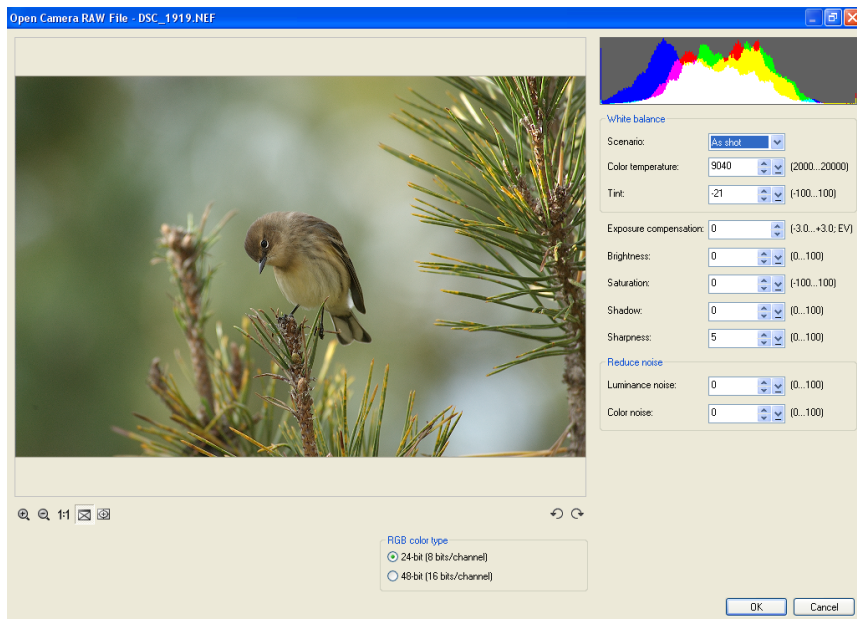 Open Camera RAW File - DSC_1919.NEF
White balance
Scenario: As shot
Color temperature: 9040 (2000...20000)
Tint: -21 (-100...100)
Exposure compensation: 0 (-3.0...+3.0; EV)
Brightness: 0 (0...100)
Saturation: 0 (-100...100)
Shadow: 0 (0...100)
Sharpness: 5 (0...100)
Reduce noise
Luminance noise: 0 (0...100)
Color noise: 0 (0...100)
1:1
RGB color type
24-bit (8 bits/channel)
48-bit (16 bits/channel)
OK Cancel